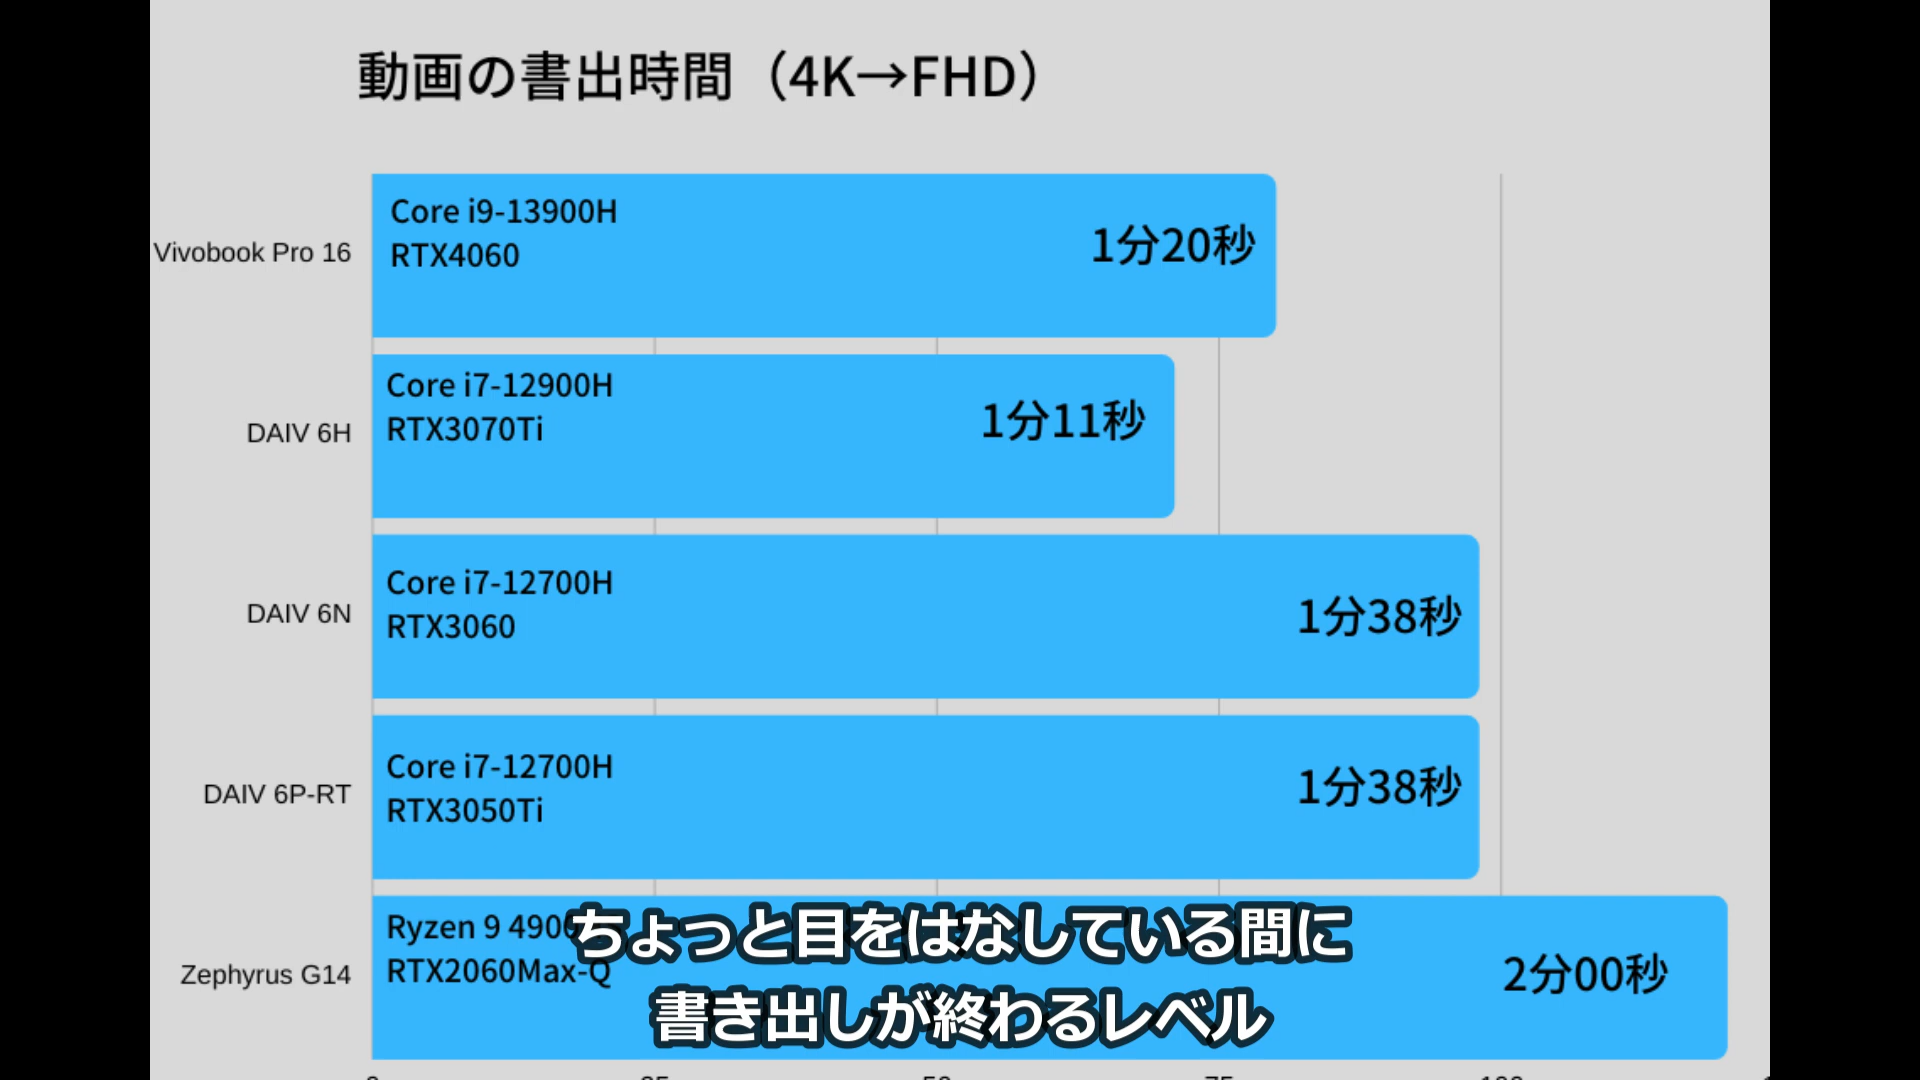 動画の書出時間（4K→FHD）
Vivobook Pro 16
Core i9-13900H
RTX4060
1分20秒
DAIV 6H
Core i7-12900H
RTX3070Ti
1分11秒
DAIV 6N
Core i7-12700H
RTX3060
1分38秒
DAIV 6P-RT
Core i7-12700H
RTX3050Ti
1分38秒
Zephyrus G14
Ryzen 9 490
RTX2060Max-Q
2分00秒
ちょっと目をはなしている間に
書き出しが終わるレベル